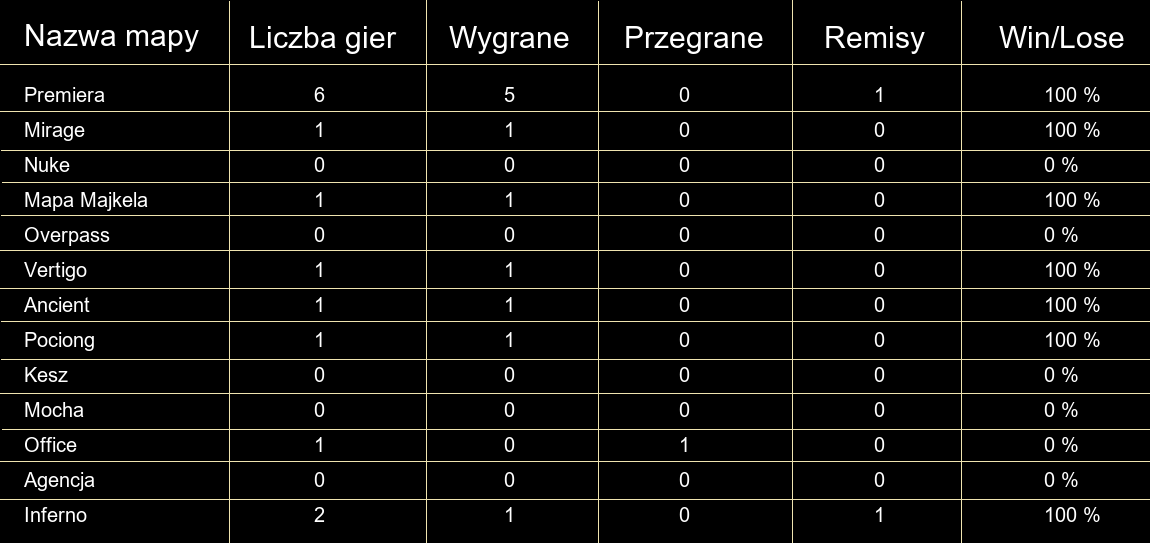 Nazwa mapy Liczba gier Wygrane Przegrane Remisy Win/Lose
Premiera 6 5 0 1 100 %
Mirage 1 1 0 0 100 %
Nuke 0 0 0 0 0 %
Mapa Majkela 1 1 0 0 100 %
Overpass 0 0 0 0 0 %
Vertigo 1 1 0 0 100 %
Ancient 1 1 0 0 100 %
Pociong 1 1 0 0 100 %
Kesz 0 0 0 0 0 %
Mocha 0 0 0 0 0 %
Office 1 0 1 0 0 %
Agencja 0 0 0 0 0 %
Inferno 2 1 0 1 100 %